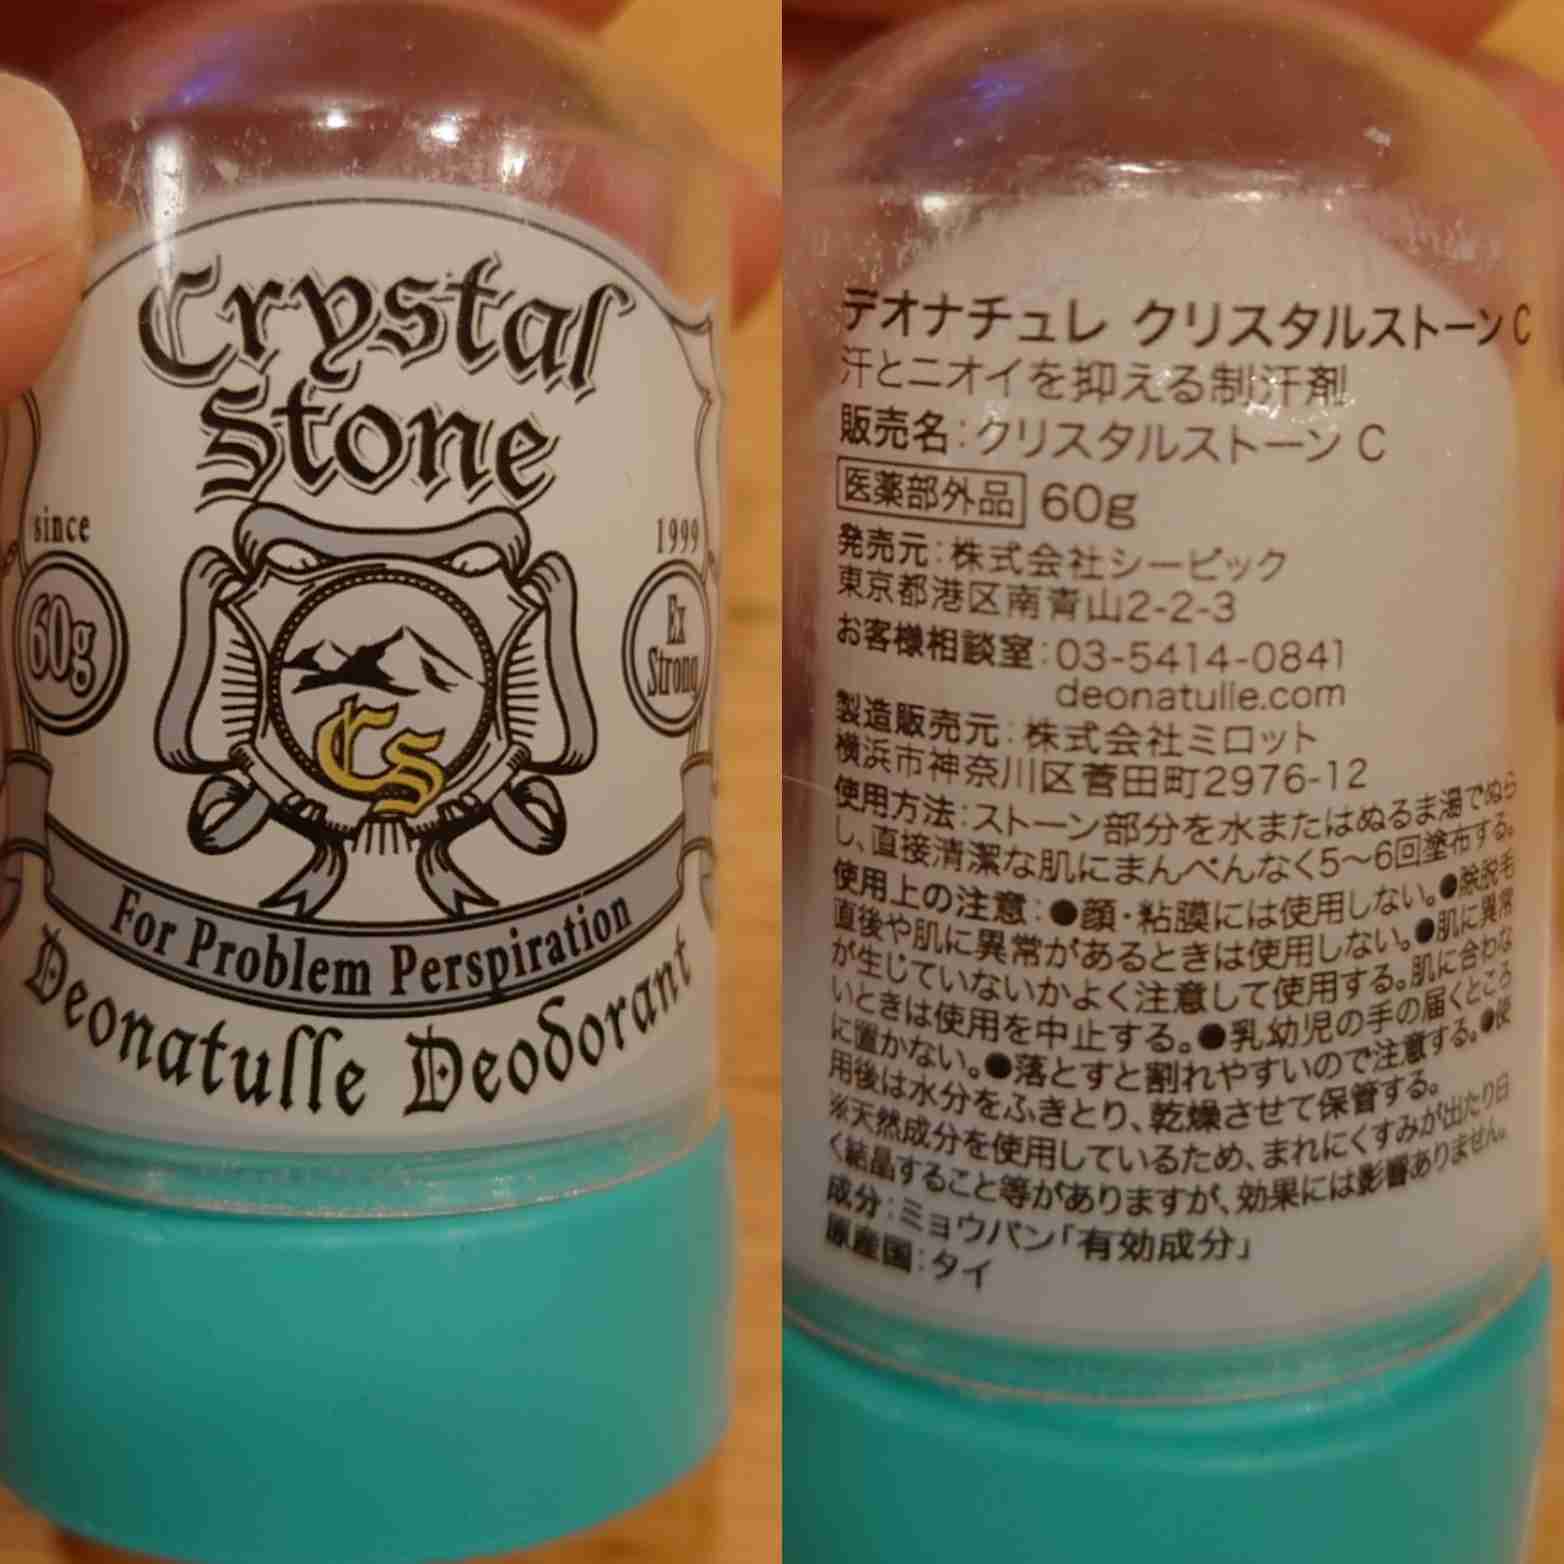 Crystal
Stone
since
1999
60g
Ex
Strong
Cs
For Problem Perspiration
Deonatulle Deodorant
デオナチュレ クリスタルストーン C
汗とニオイを抑える制汗剤
販売名：クリスタルストーン C
医薬部外品 60g
発売元：株式会社シービック
東京都港区南青山2-2-3
お客様相談室：03-5414-0841
deonatulle.com
製造販売元：株式会社ミロット
横浜市神奈川区菅田町2976-12
使用方法：ストーン部分を水またはぬるま湯でぬら
し、直接清潔な肌にまんべんなく5〜6回塗布する。
使用上の注意：●顔・粘膜には使用しない。●除脱毛
直後や肌に異常があるときは使用しない。●肌に異常
が生じていないかよく注意して使用する。肌に合わな
いときは使用を中止する。●乳幼児の手の届くところ
に置かない。●落とすと割れやすいので注意する。●使
用後は水分をふきとり、乾燥させて保管する。
※天然成分を使用しているため、まれにくすみが出たり白
く結晶すること等がありますが、効果には影響ありません。
成分：ミョウバン「有効成分」
原産国：タイ